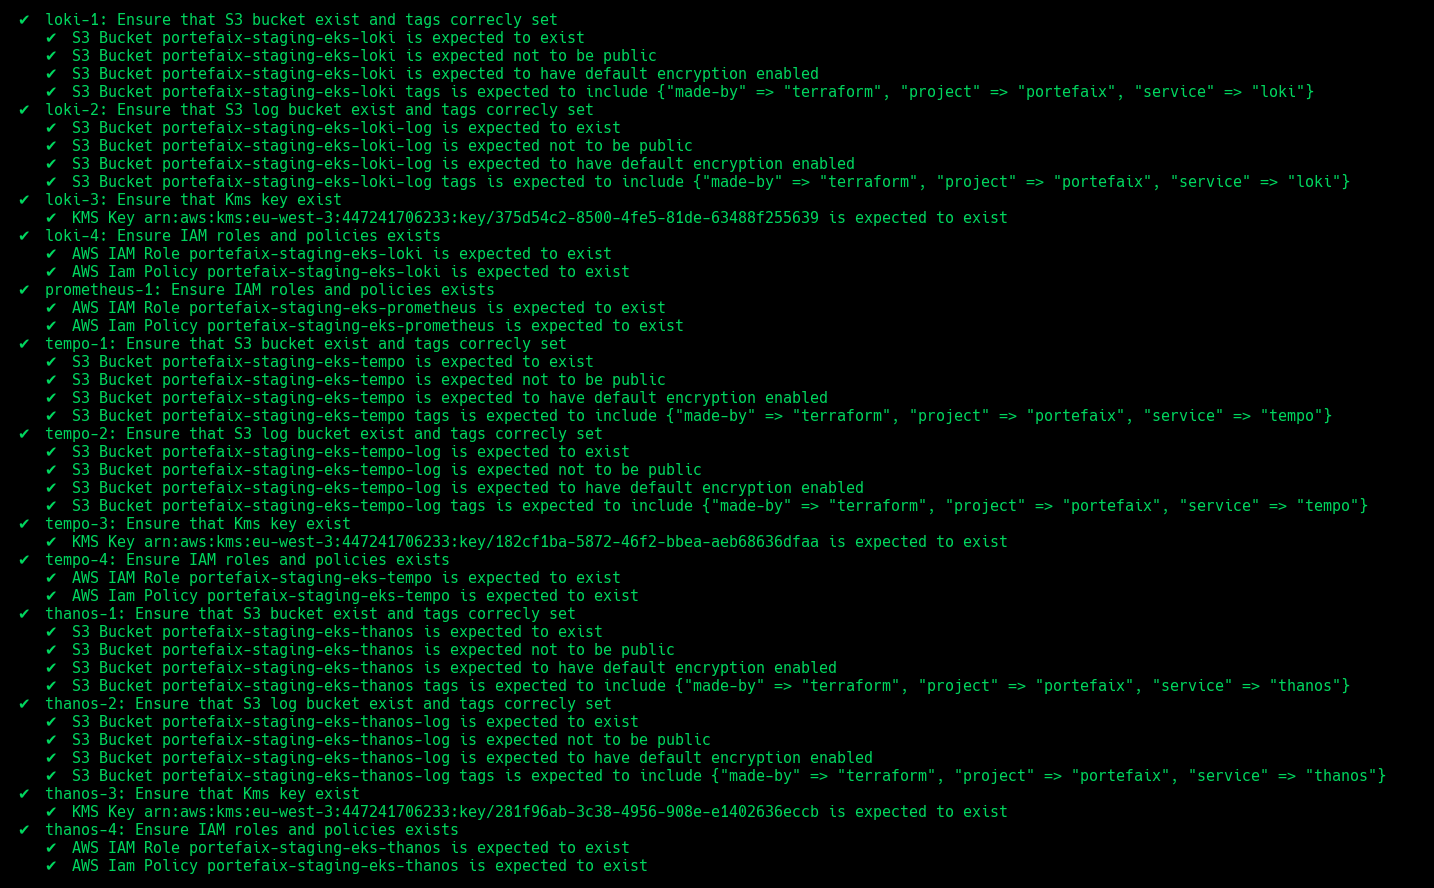 ✔ loki-1: Ensure that S3 bucket exist and tags correcly set
✔ S3 Bucket portefaix-staging-eks-loki is expected to exist
✔ S3 Bucket portefaix-staging-eks-loki is expected not to be public
✔ S3 Bucket portefaix-staging-eks-loki is expected to have default encryption enabled
✔ S3 Bucket portefaix-staging-eks-loki tags is expected to include {"made-by" => "terraform", "project" => "portefaix", "service" => "loki"}
✔ loki-2: Ensure that S3 log bucket exist and tags correcly set
✔ S3 Bucket portefaix-staging-eks-loki-log is expected to exist
✔ S3 Bucket portefaix-staging-eks-loki-log is expected not to be public
✔ S3 Bucket portefaix-staging-eks-loki-log is expected to have default encryption enabled
✔ S3 Bucket portefaix-staging-eks-loki-log tags is expected to include {"made-by" => "terraform", "project" => "portefaix", "service" => "loki"}
✔ loki-3: Ensure that Kms key exist
✔ KMS Key arn:aws:kms:eu-west-3:447241706233:key/375d54c2-8500-4fe5-81de-63488f255639 is expected to exist
✔ loki-4: Ensure IAM roles and policies exists
✔ AWS IAM Role portefaix-staging-eks-loki is expected to exist
✔ AWS Iam Policy portefaix-staging-eks-loki is expected to exist
✔ prometheus-1: Ensure IAM roles and policies exists
✔ AWS IAM Role portefaix-staging-eks-prometheus is expected to exist
✔ AWS Iam Policy portefaix-staging-eks-prometheus is expected to exist
✔ tempo-1: Ensure that S3 bucket exist and tags correcly set
✔ S3 Bucket portefaix-staging-eks-tempo is expected to exist
✔ S3 Bucket portefaix-staging-eks-tempo is expected not to be public
✔ S3 Bucket portefaix-staging-eks-tempo is expected to have default encryption enabled
✔ S3 Bucket portefaix-staging-eks-tempo tags is expected to include {"made-by" => "terraform", "project" => "portefaix", "service" => "tempo"}
✔ tempo-2: Ensure that S3 log bucket exist and tags correcly set
✔ S3 Bucket portefaix-staging-eks-tempo-log is expected to exist
✔ S3 Bucket portefaix-staging-eks-tempo-log is expected not to be public
✔ S3 Bucket portefaix-staging-eks-tempo-log is expected to have default encryption enabled
✔ S3 Bucket portefaix-staging-eks-tempo-log tags is expected to include {"made-by" => "terraform", "project" => "portefaix", "service" => "tempo"}
✔ tempo-3: Ensure that Kms key exist
✔ KMS Key arn:aws:kms:eu-west-3:447241706233:key/182cf1ba-5872-46f2-bbea-aeb68636dfaa is expected to exist
✔ tempo-4: Ensure IAM roles and policies exists
✔ AWS IAM Role portefaix-staging-eks-tempo is expected to exist
✔ AWS Iam Policy portefaix-staging-eks-tempo is expected to exist
✔ thanos-1: Ensure that S3 bucket exist and tags correcly set
✔ S3 Bucket portefaix-staging-eks-thanos is expected to exist
✔ S3 Bucket portefaix-staging-eks-thanos is expected not to be public
✔ S3 Bucket portefaix-staging-eks-thanos is expected to have default encryption enabled
✔ S3 Bucket portefaix-staging-eks-thanos tags is expected to include {"made-by" => "terraform", "project" => "portefaix", "service" => "thanos"}
✔ thanos-2: Ensure that S3 log bucket exist and tags correcly set
✔ S3 Bucket portefaix-staging-eks-thanos-log is expected to exist
✔ S3 Bucket portefaix-staging-eks-thanos-log is expected not to be public
✔ S3 Bucket portefaix-staging-eks-thanos-log is expected to have default encryption enabled
✔ S3 Bucket portefaix-staging-eks-thanos-log tags is expected to include {"made-by" => "terraform", "project" => "portefaix", "service" => "thanos"}
✔ thanos-3: Ensure that Kms key exist
✔ KMS Key arn:aws:kms:eu-west-3:447241706233:key/281f96ab-3c38-4956-908e-e1402636eccb is expected to exist
✔ thanos-4: Ensure IAM roles and policies exists
✔ AWS IAM Role portefaix-staging-eks-thanos is expected to exist
✔ AWS Iam Policy portefaix-staging-eks-thanos is expected to exist